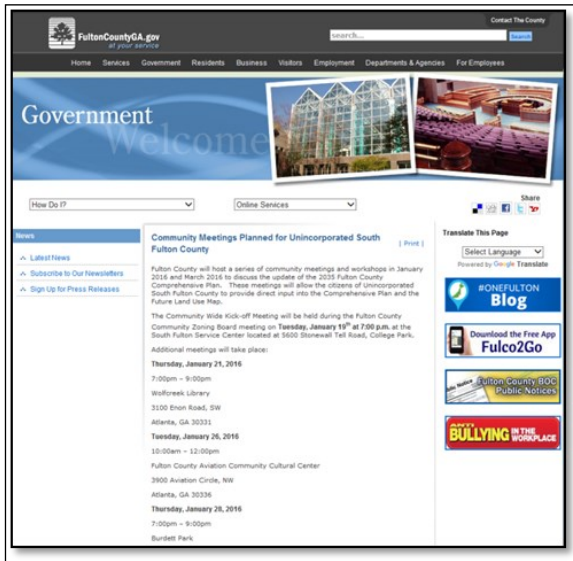 Contact The County
FultonCountyGA.gov
at your service
search...
Search
Home Services Government Residents Business Visitors Employment Departments & Agencies For Employees
Government
Welcome
How Do I?
Online Services
Share
News
Latest News
Subscribe to Our Newsletters
Sign Up for Press Releases
Community Meetings Planned for Unincorporated South
Fulton County
| Print |
Fulton County will host a series of community meetings and workshops in January
2016 and March 2016 to discuss the update of the 2035 Fulton County
Comprehensive Plan. These meetings will allow the citizens of Unincorporated
South Fulton County to provide direct input into the Comprehensive Plan and the
Future Land Use Map.
The Community Wide Kick-off Meeting will be held during the Fulton County
Community Zoning Board meeting on Tuesday, January 19th at 7:00 p.m. at the
South Fulton Service Center located at 5600 Stonewall Tell Road, College Park.
Additional meetings will take place:
Thursday, January 21, 2016
7:00pm – 9:00pm
Wolfcreek Library
3100 Enon Road, SW
Atlanta, GA 30331
Tuesday, January 26, 2016
10:00am – 12:00pm
Fulton County Aviation Community Cultural Center
3900 Aviation Circle, NW
Atlanta, GA 30336
Thursday, January 28, 2016
7:00pm – 9:00pm
Burdett Park
Translate This Page
Select Language
Powered by Google Translate
#ONEFULTON
Blog
Download the Free App
Fulco2Go
Public Notice
Fulton County BOC
Public Notices
ANTI
BULLYING IN THE
WORKPLACE